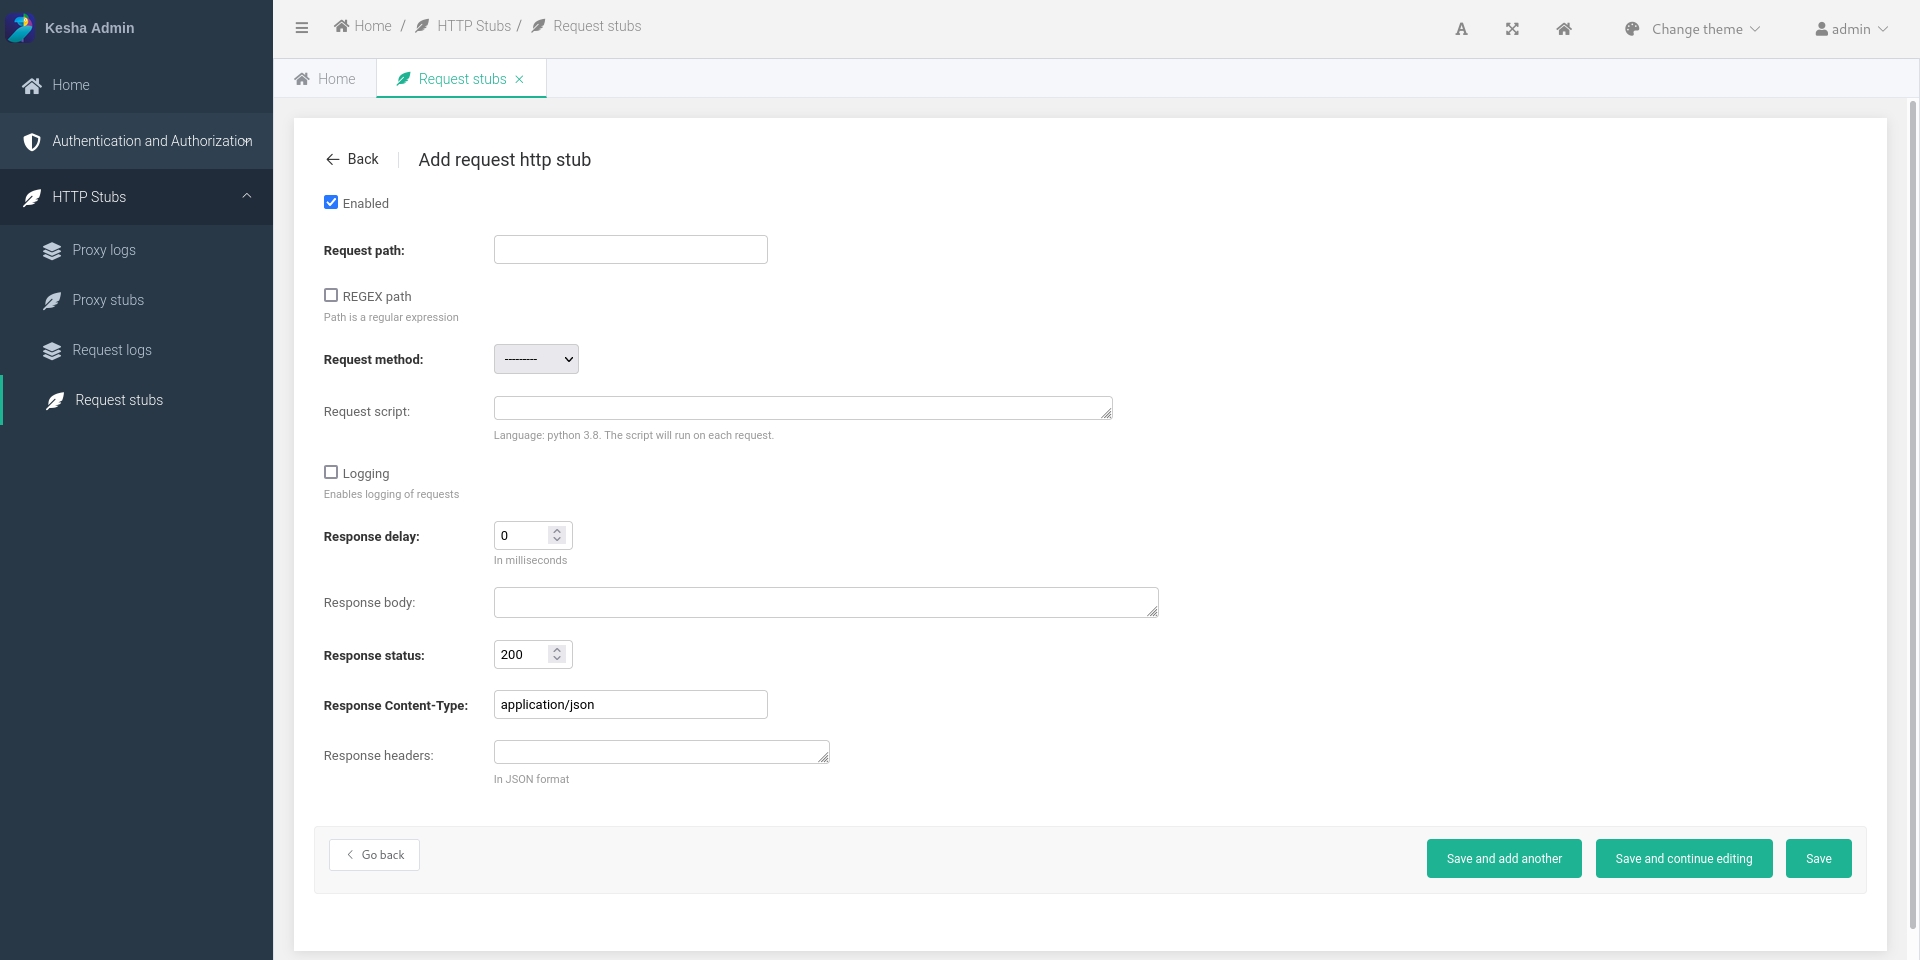 Kesha Admin
Home / HTTP Stubs / Request stubs
A
Change theme
admin
Home
Request stubs ×
Home
Authentication and Authorization
HTTP Stubs
Proxy logs
Proxy stubs
Request logs
Request stubs
Back
Add request http stub
Enabled
Request path:
REGEX path
Path is a regular expression
Request method: ---------
Request script:
Language: python 3.8. The script will run on each request.
Logging
Enables logging of requests
Response delay: 0
In milliseconds
Response body:
Response status: 200
Response Content-Type: application/json
Response headers:
In JSON format
Go back
Save and add another
Save and continue editing
Save